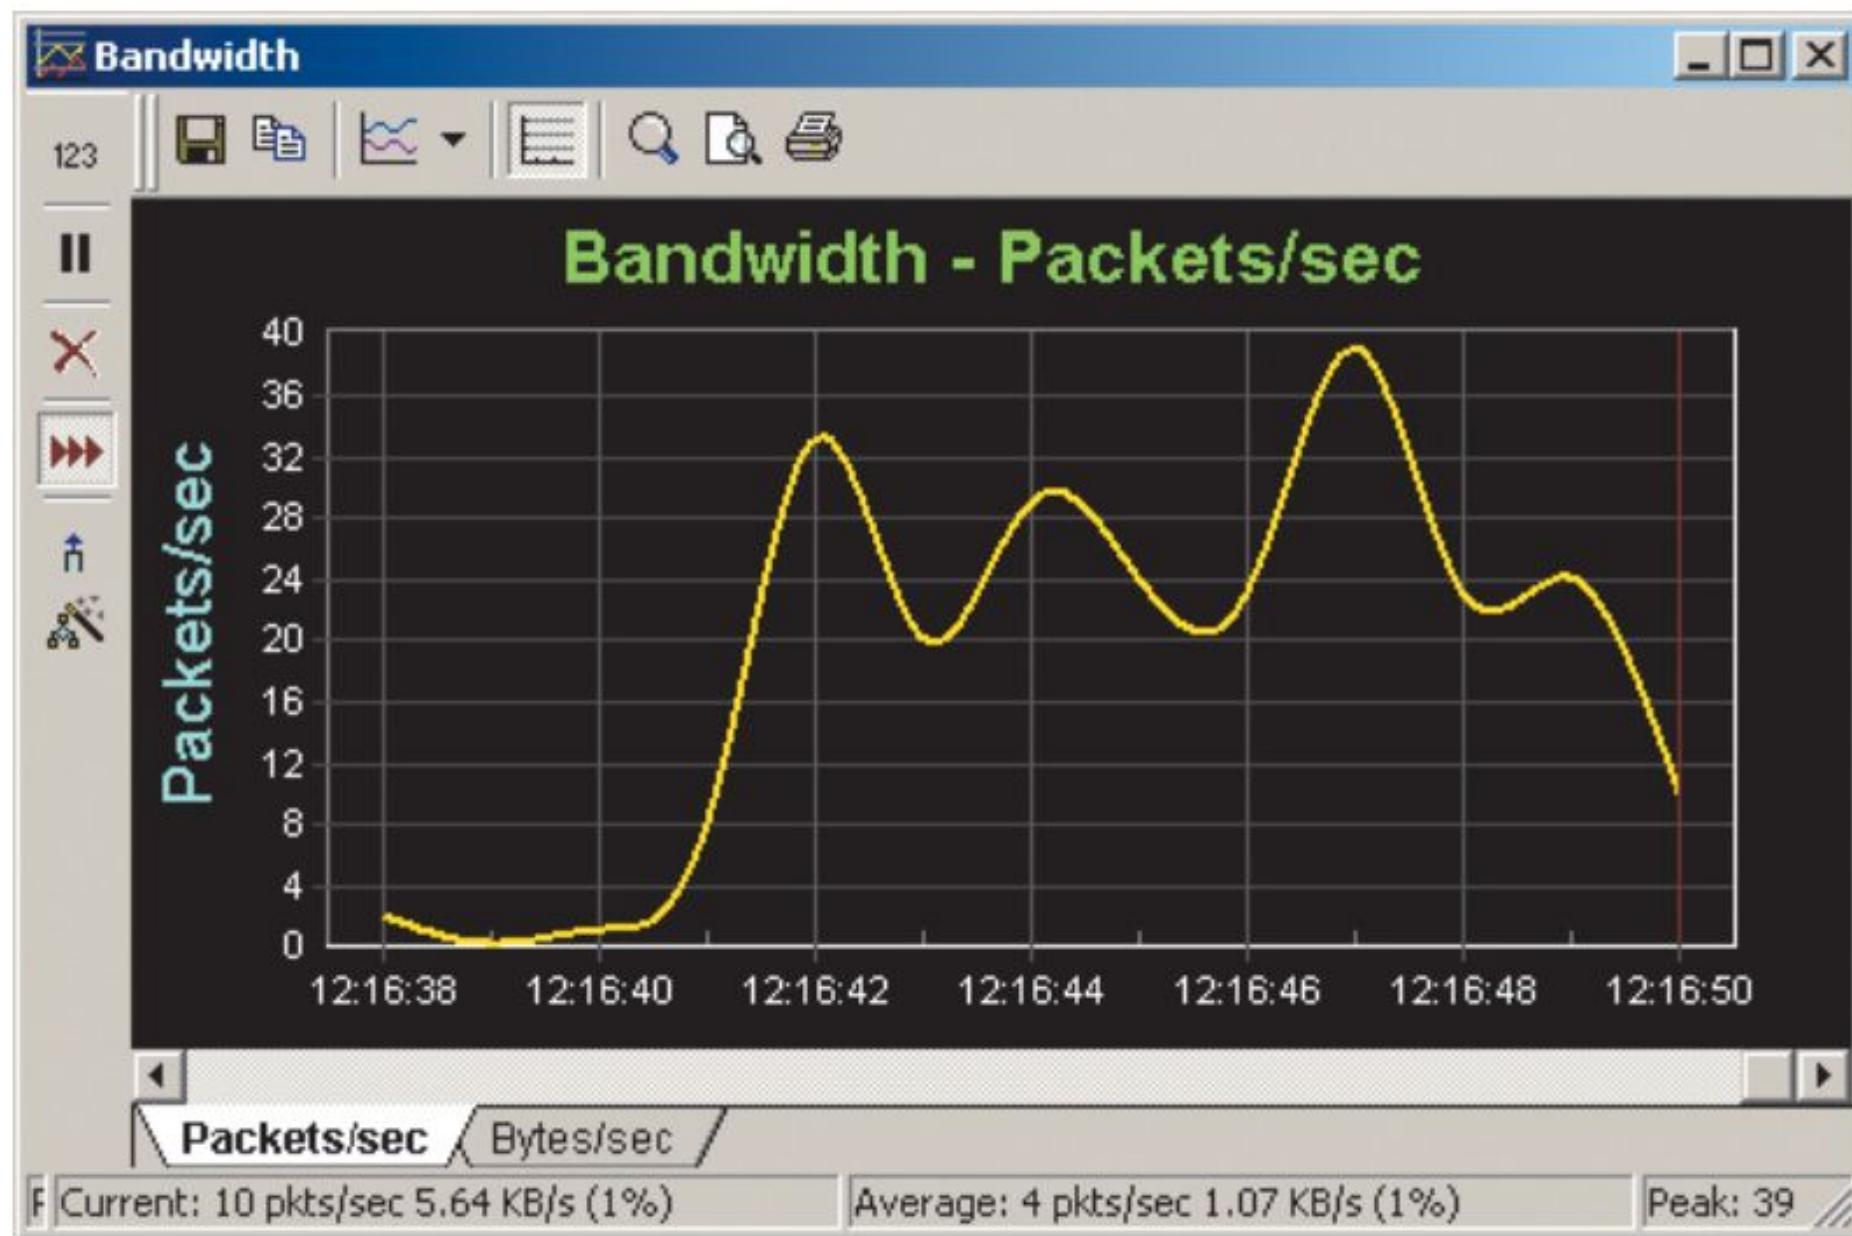 Bandwidth
123
Bandwidth - Packets/sec
Packets/sec
40
36
32
28
24
20
16
12
8
4
0
12:16:38 12:16:40 12:16:42 12:16:44 12:16:46 12:16:48 12:16:50
Packets/sec Bytes/sec
Current: 10 pkts/sec 5.64 KB/s (1%) Average: 4 pkts/sec 1.07 KB/s (1%) Peak: 39